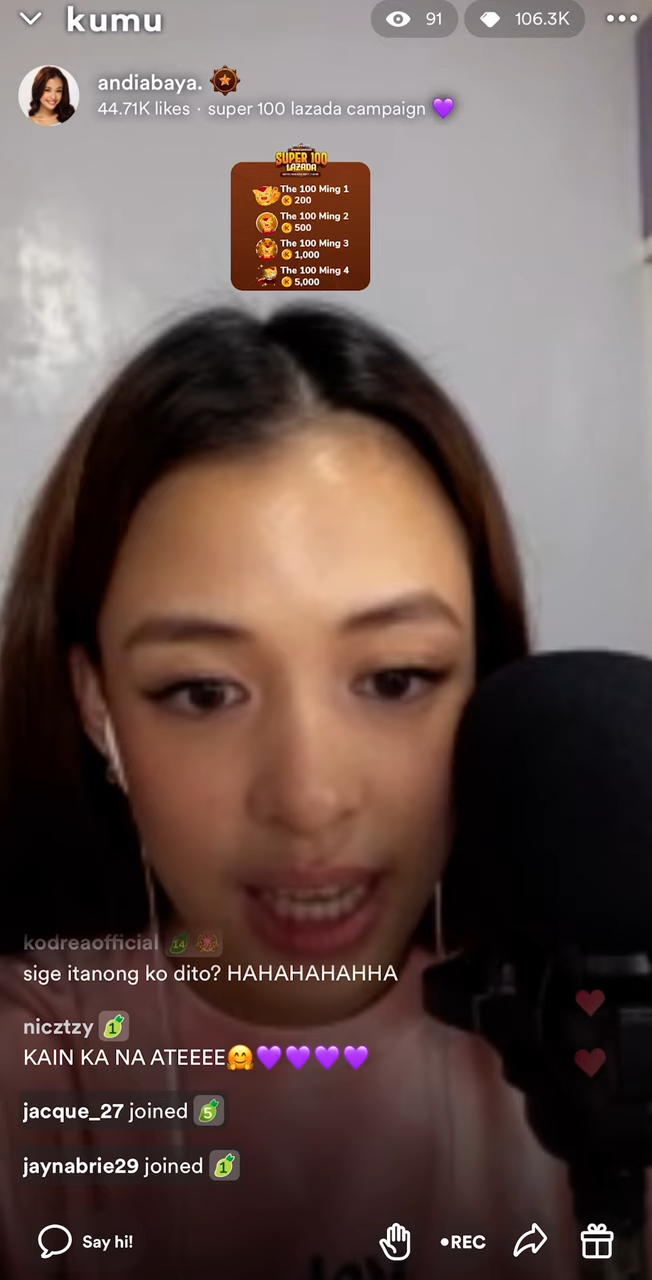 kumu
91
106.3K
andiabaya.
44.71K likes · super 100 lazada campaign 💜
SUPER 100
LAZADA
The 100 Ming 1
200
The 100 Ming 2
500
The 100 Ming 3
1,000
The 100 Ming 4
5,000
kodreaofficial 14
sige itanong ko dito? HAHAHAHAHHA
nicztzy 1
KAIN KA NA ATEEEE🤗💜💜💜💜
jacque_27 joined 5
jaynabrie29 joined 1
Say hi!
•REC